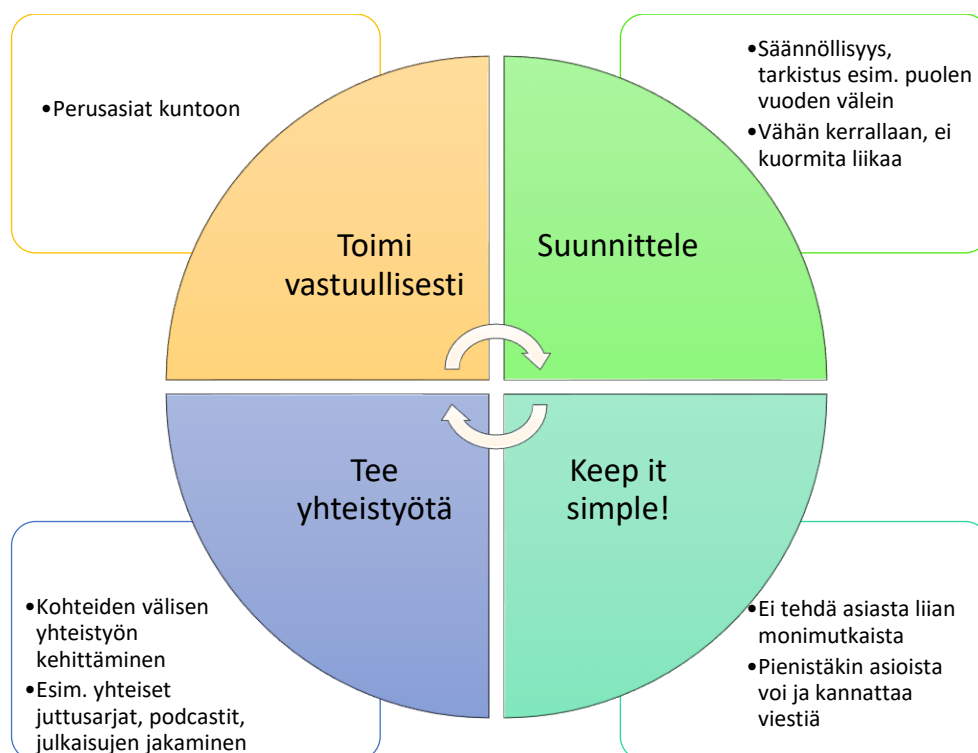 •Perusasiat kuntoon
•Säännöllisyys,
tarkistus esim. puolen
vuoden välein
•Vähän kerrallaan, ei
kuormita liikaa
Toimi
vastuullisesti
Suunnittele
Tee
yhteistyötä
Keep it
simple!
•Kohteiden välisen
yhteistyön
kehittäminen
•Esim. yhteiset
juttusarjat, podcastit,
julkaisujen jakaminen
•Ei tehdä asiasta liian
monimutkaista
•Pienistäkin asioista
voi ja kannattaa
viestiä